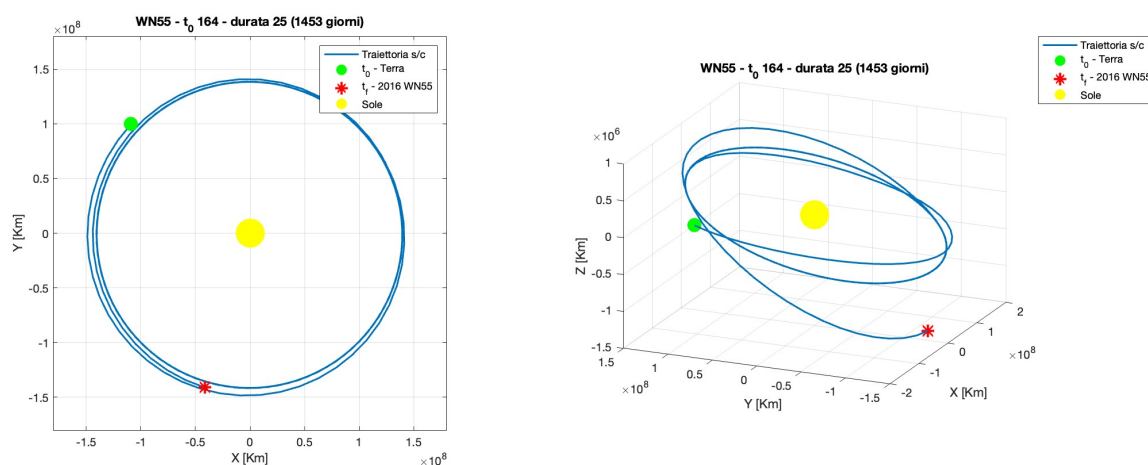 WN55 - t0 164 - durata 25 (1453 giorni)
×10^8
Traiettoria s/c
t0 - Terra
tf - 2016 WN55
Sole
1.5
1
0.5
0
-0.5
-1
-1.5
Y [Km]
-1.5 -1 -0.5 0 0.5 1 1.5
X [Km]
×10^8
Traiettoria s/c
t0 - Terra
tf - 2016 WN55
Sole
WN55 - t0 164 - durata 25 (1453 giorni)
×10^6
1
0.5
0
-0.5
-1
-1.5
Z [Km]
1.5 1 0.5 0 -0.5 -1 -1.5
×10^8
Y [Km]
2
1
0
-1
-2
×10^8
X [Km]